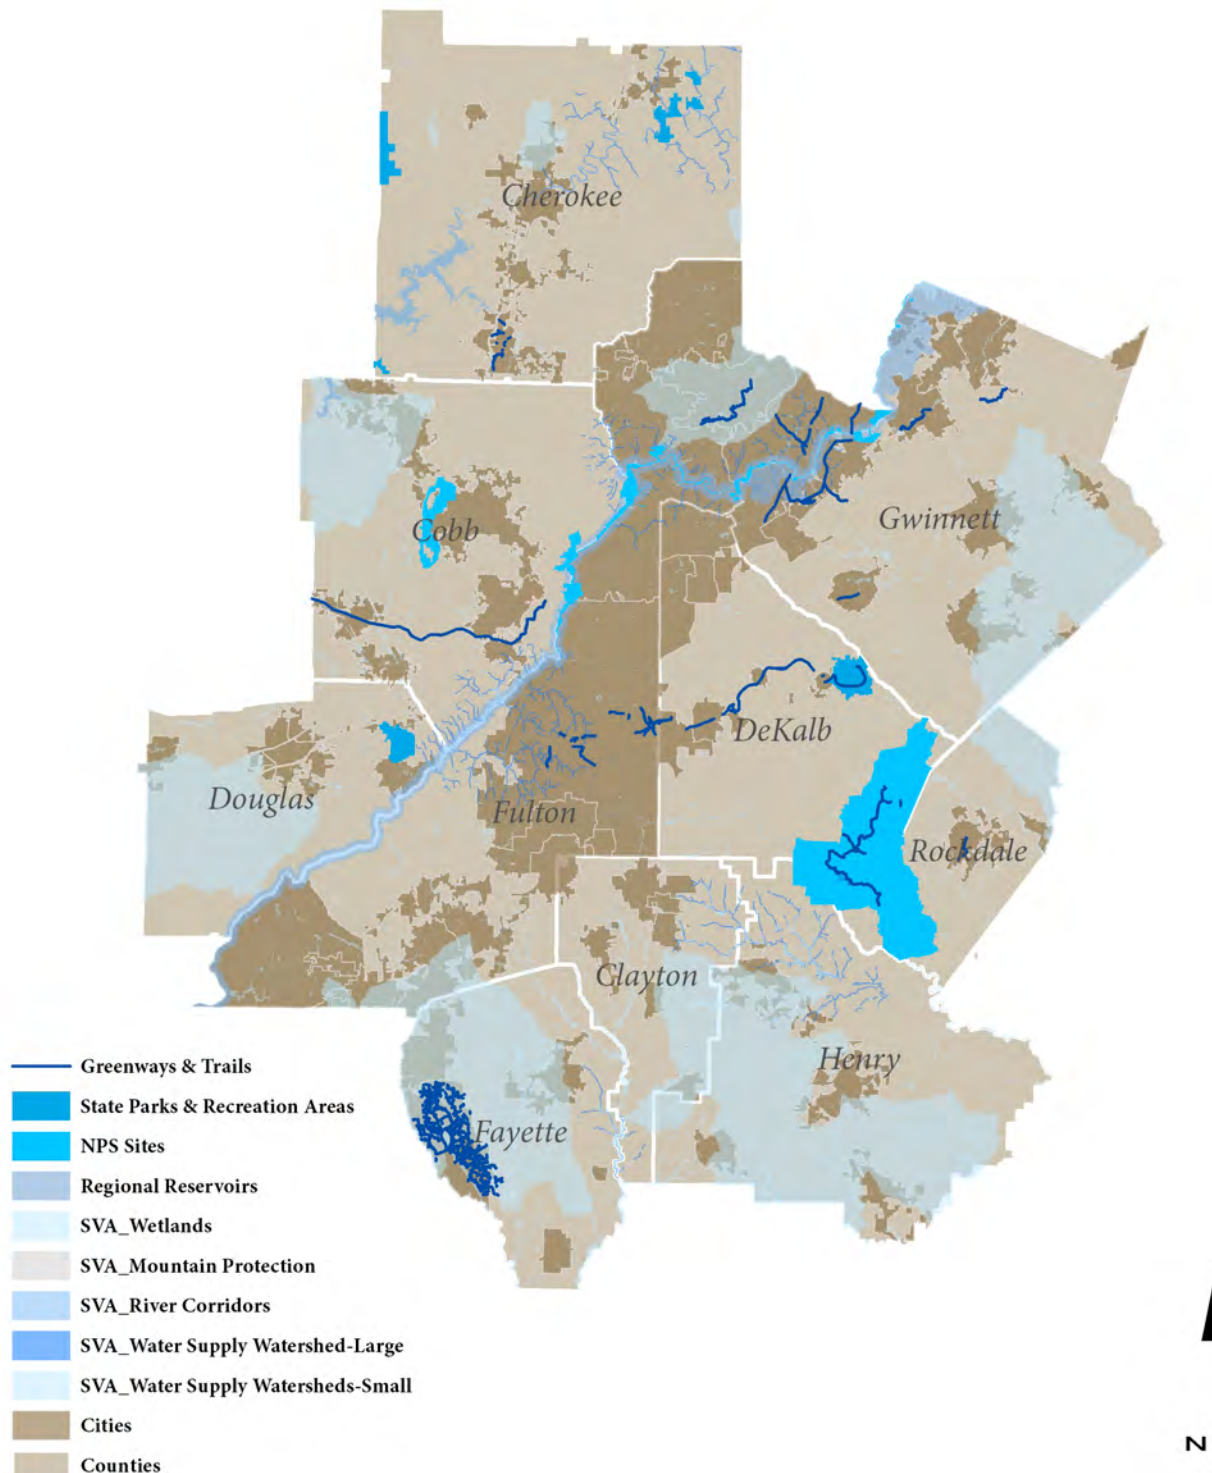 Cherokee
Cobb
Gwinnett
DeKalb
Douglas
Fulton
Rockdale
Clayton
Henry
Fayette
Greenways & Trails
State Parks & Recreation Areas
NPS Sites
Regional Reservoirs
SVA_Wetlands
SVA_Mountain Protection
SVA_River Corridors
SVA_Water Supply Watershed-Large
SVA_Water Supply Watersheds-Small
Cities
Counties
N